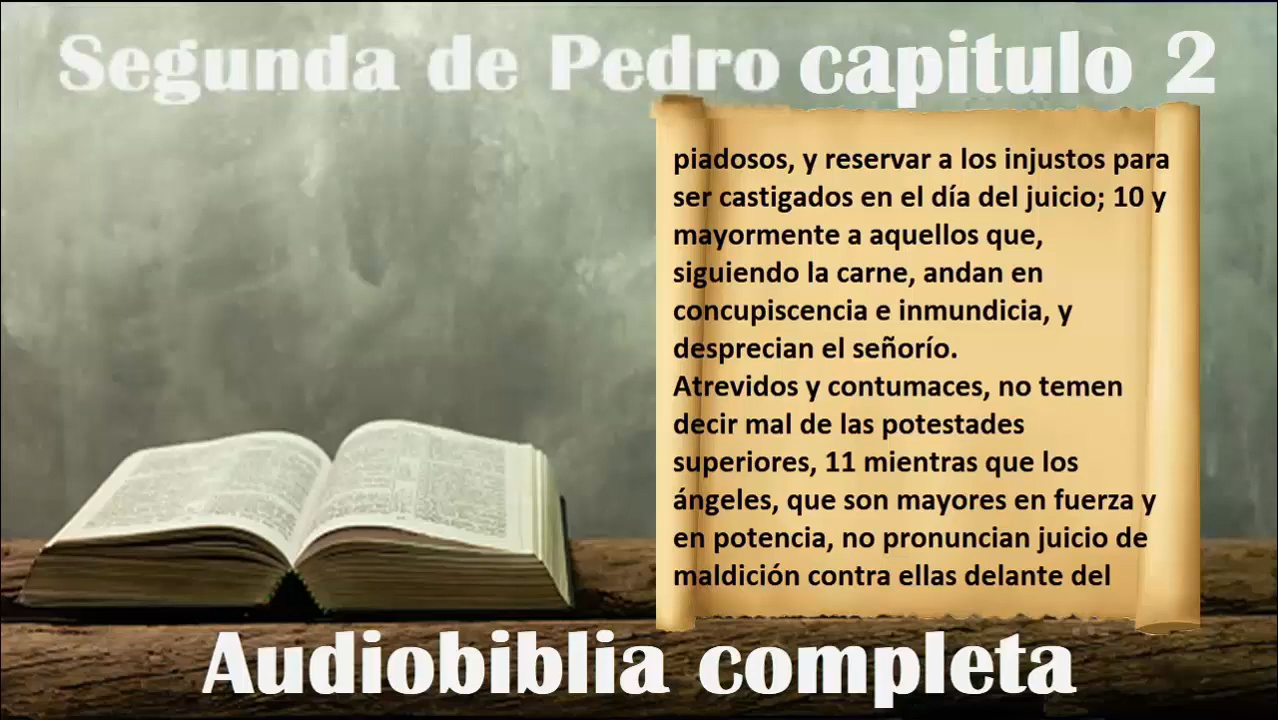 Segunda de Pedro capitulo 2
piadosos, y reservar a los injustos para
ser castigados en el día del juicio; 10 y
mayormente a aquellos que,
siguiendo la carne, andan en
concupiscencia e inmundicia, y
desprecian el señorío.
Atrevidos y contumaces, no temen
decir mal de las potestades
superiores, 11 mientras que los
ángeles, que son mayores en fuerza y
en potencia, no pronuncian juicio de
maldición contra ellas delante del
Audiobiblia completa